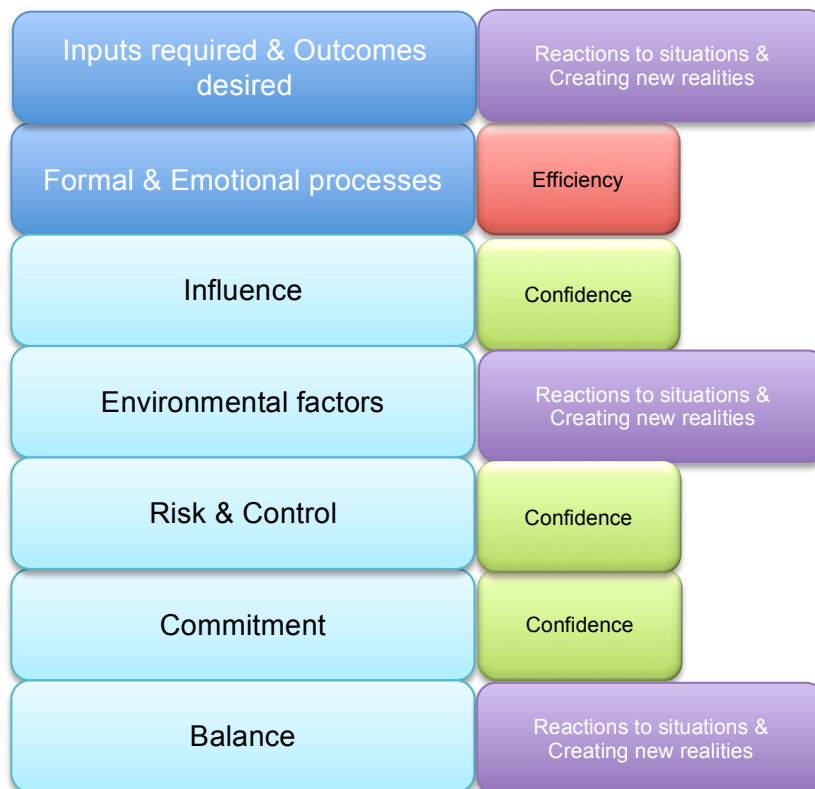 Inputs required & Outcomes
desired
Reactions to situations &
Creating new realities
Formal & Emotional processes
Efficiency
Influence
Confidence
Environmental factors
Reactions to situations &
Creating new realities
Risk & Control
Confidence
Commitment
Confidence
Balance
Reactions to situations &
Creating new realities